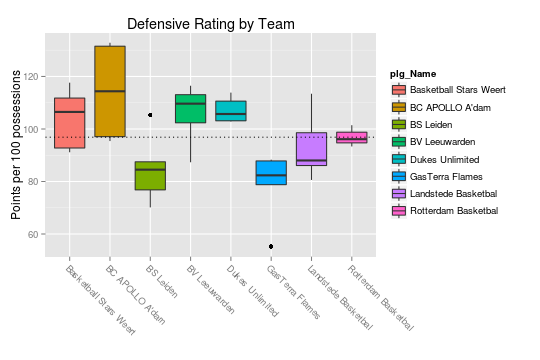 Defensive Rating by Team
Points per 100 possessions
120
100
80
60
Basketball Stars Weert
BC APOLLO A'dam
BS Leiden
BV Leeuwarden
Dukes Unlimited
GasTerra Flames
Landstede Basketbal
Rotterdam Basketbal
plg_Name
Basketball Stars Weert
BC APOLLO A'dam
BS Leiden
BV Leeuwarden
Dukes Unlimited
GasTerra Flames
Landstede Basketbal
Rotterdam Basketbal